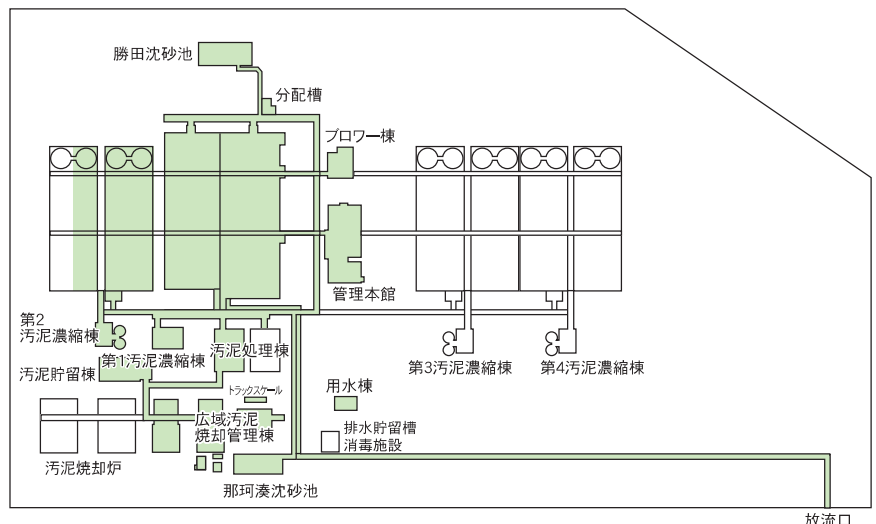 勝田沈砂池
分配槽
ブロワー棟
管理本館
第2
汚泥濃縮棟
第1汚泥濃縮棟
汚泥処理棟
第3汚泥濃縮棟
第4汚泥濃縮棟
汚泥貯留棟
トラックスケール
用水棟
広域汚泥
焼却管理棟
排水貯留槽
消毒施設
汚泥焼却炉
那珂湊沈砂池
放流口